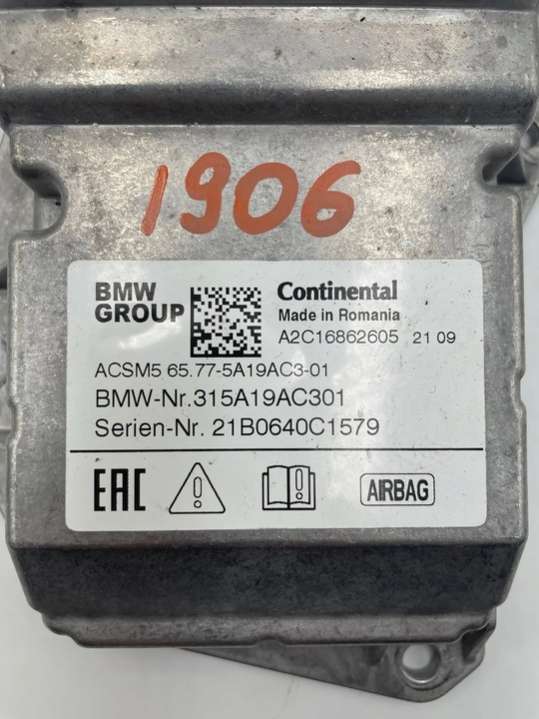 1906
BMW
GROUP
Continental
Made in Romania
A2C16862605 21 09
ACSM5 65.77-5A19AC3-01
BMW-Nr.315A19AC301
Serien-Nr. 21B0640C1579
EAC
AIRBAG